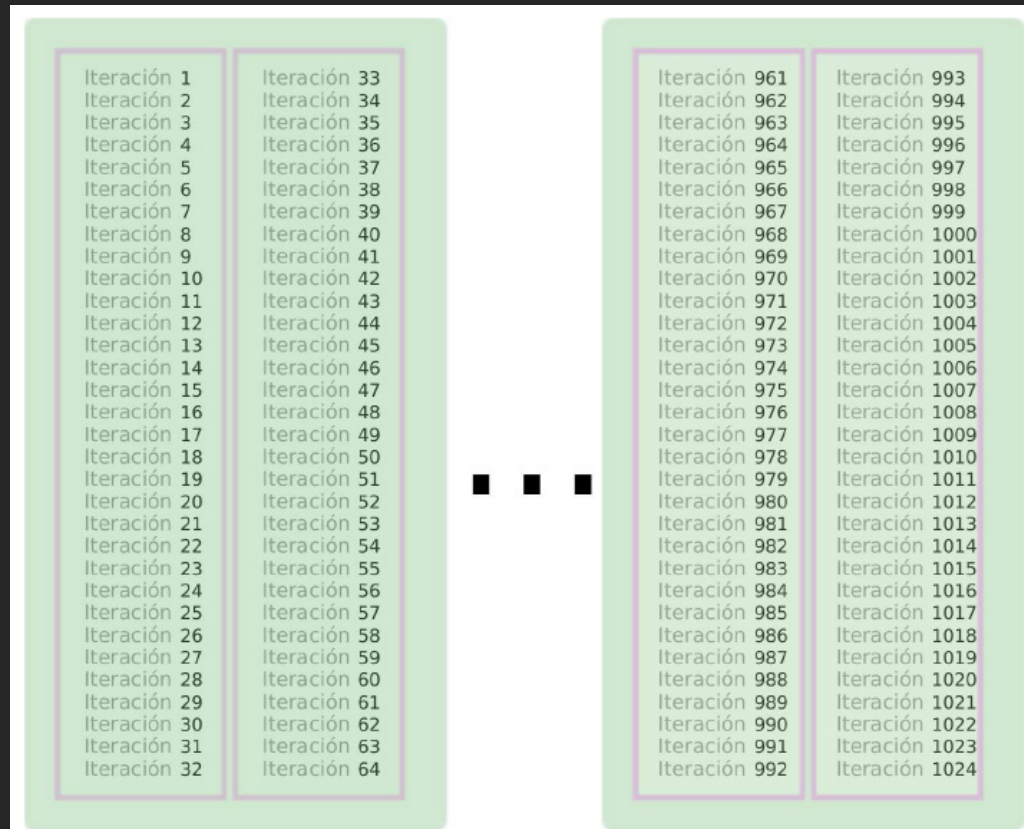 Iteración 1
Iteración 2
Iteración 3
Iteración 4
Iteración 5
Iteración 6
Iteración 7
Iteración 8
Iteración 9
Iteración 10
Iteración 11
Iteración 12
Iteración 13
Iteración 14
Iteración 15
Iteración 16
Iteración 17
Iteración 18
Iteración 19
Iteración 20
Iteración 21
Iteración 22
Iteración 23
Iteración 24
Iteración 25
Iteración 26
Iteración 27
Iteración 28
Iteración 29
Iteración 30
Iteración 31
Iteración 32
Iteración 33
Iteración 34
Iteración 35
Iteración 36
Iteración 37
Iteración 38
Iteración 39
Iteración 40
Iteración 41
Iteración 42
Iteración 43
Iteración 44
Iteración 45
Iteración 46
Iteración 47
Iteración 48
Iteración 49
Iteración 50
Iteración 51
Iteración 52
Iteración 53
Iteración 54
Iteración 55
Iteración 56
Iteración 57
Iteración 58
Iteración 59
Iteración 60
Iteración 61
Iteración 62
Iteración 63
Iteración 64
...
Iteración 961
Iteración 962
Iteración 963
Iteración 964
Iteración 965
Iteración 966
Iteración 967
Iteración 968
Iteración 969
Iteración 970
Iteración 971
Iteración 972
Iteración 973
Iteración 974
Iteración 975
Iteración 976
Iteración 977
Iteración 978
Iteración 979
Iteración 980
Iteración 981
Iteración 982
Iteración 983
Iteración 984
Iteración 985
Iteración 986
Iteración 987
Iteración 988
Iteración 989
Iteración 990
Iteración 991
Iteración 992
Iteración 993
Iteración 994
Iteración 995
Iteración 996
Iteración 997
Iteración 998
Iteración 999
Iteración 1000
Iteración 1001
Iteración 1002
Iteración 1003
Iteración 1004
Iteración 1005
Iteración 1006
Iteración 1007
Iteración 1008
Iteración 1009
Iteración 1010
Iteración 1011
Iteración 1012
Iteración 1013
Iteración 1014
Iteración 1015
Iteración 1016
Iteración 1017
Iteración 1018
Iteración 1019
Iteración 1020
Iteración 1021
Iteración 1022
Iteración 1023
Iteración 1024